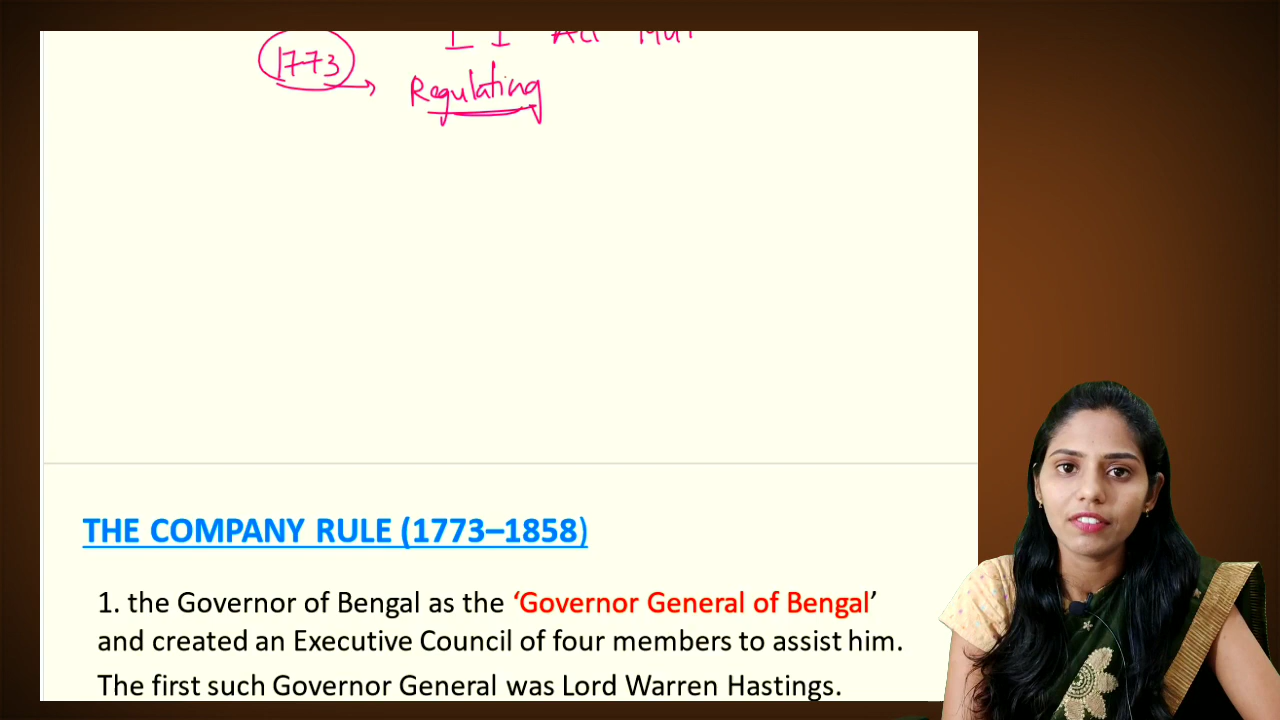 1773
Regulating
THE COMPANY RULE (1773–1858)
1. the Governor of Bengal as the ‘Governor General of Bengal’
and created an Executive Council of four members to assist him.
The first such Governor General was Lord Warren Hastings.